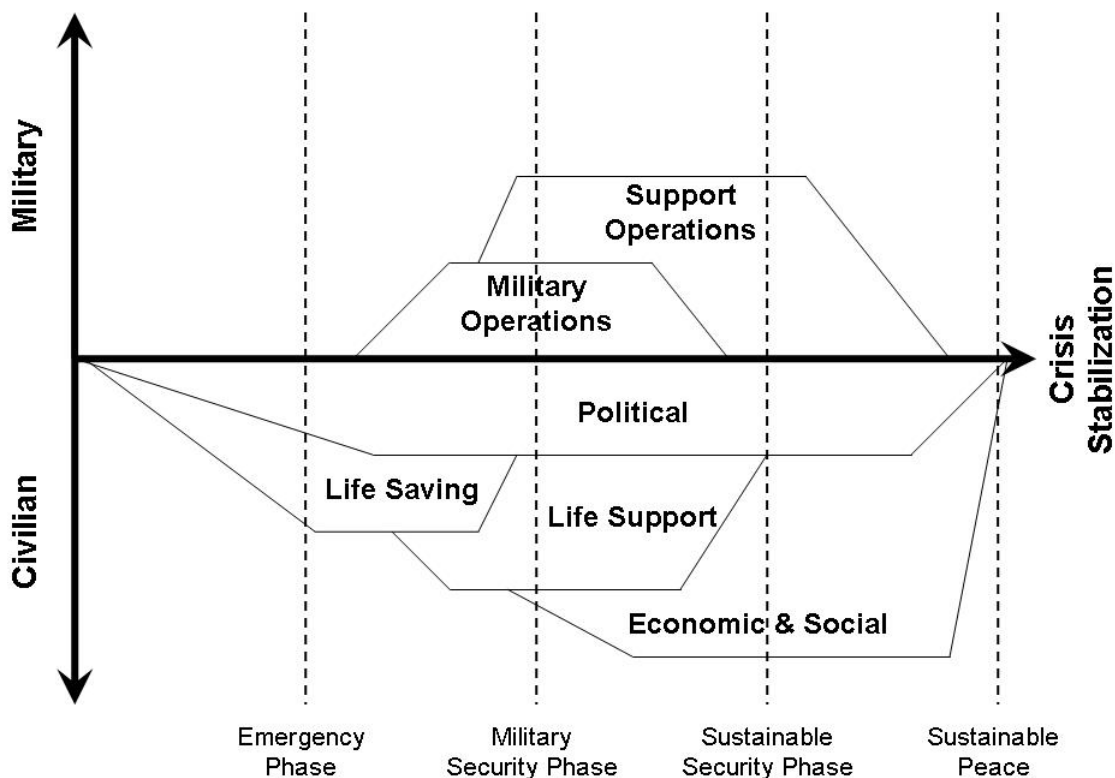 Military
Civilian
Support
Operations
Military
Operations
Crisis
Stabilization
Political
Life Saving
Life Support
Economic & Social
Emergency
Phase
Military
Security Phase
Sustainable
Security Phase
Sustainable
Peace